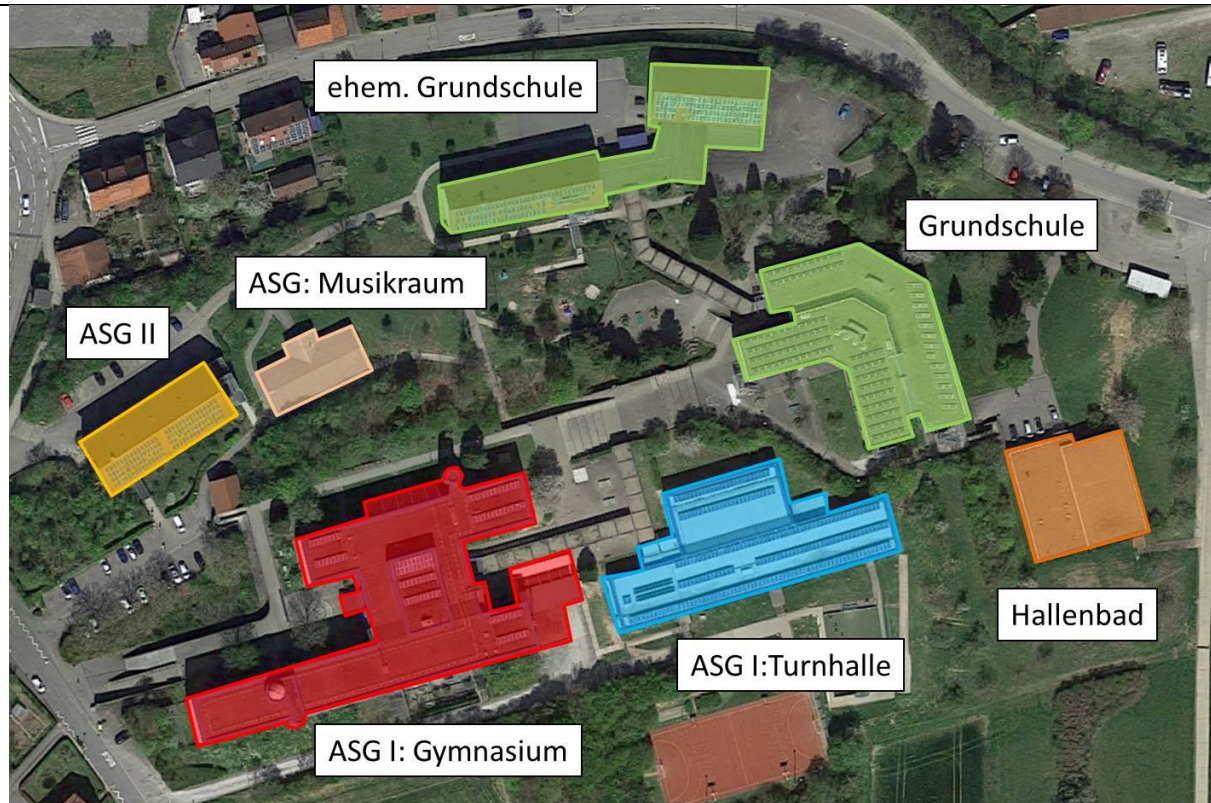 ehem. Grundschule
Grundschule
ASG: Musikraum
ASG II
Hallenbad
ASG I:Turnhalle
ASG I: Gymnasium